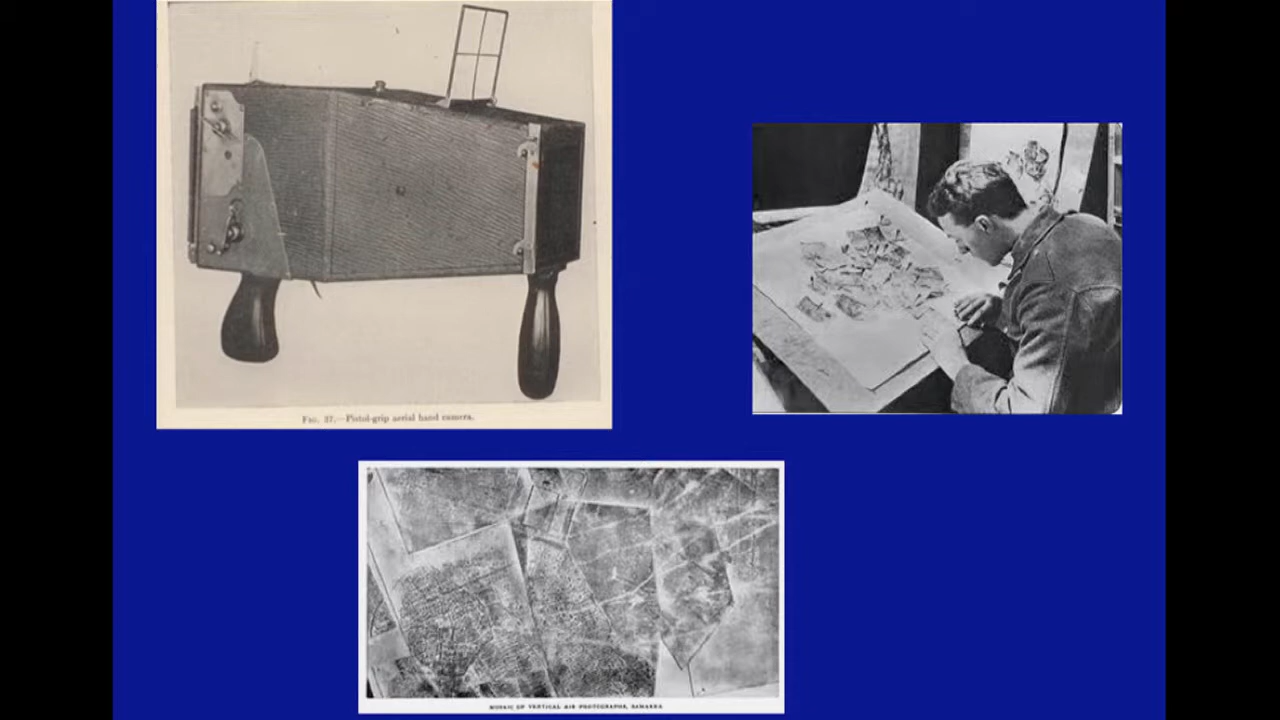 FIG. 37.—Pistol-grip aerial hand camera.
MOSAIC OF VERTICAL AIR PHOTOGRAPHS, SAMARRA